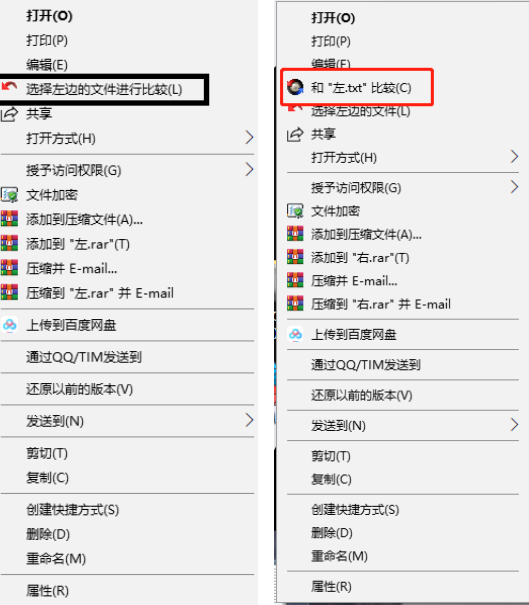 打开(O)
打印(P)
编辑(E)
选择左边的文件进行比较(L)
共享
打开方式(H)
授予访问权限(G)
文件加密
添加到压缩文件(A)...
添加到 "左.rar"(T)
压缩并 E-mail...
压缩到 "左.rar" 并 E-mail
上传到百度网盘
通过QQ/TIM发送到
还原以前的版本(V)
发送到(N)
剪切(T)
复制(C)
创建快捷方式(S)
删除(D)
重命名(M)
属性(R)
打开(O)
打印(P)
编辑(E)
和 "左.txt" 比较(C)
选择左边的文件(L)
共享
打开方式(H)
授予访问权限(G)
文件加密
添加到压缩文件(A)...
添加到 "右.rar"(T)
压缩并 E-mail...
压缩到 "右.rar" 并 E-mail
上传到百度网盘
通过QQ/TIM发送到
还原以前的版本(V)
发送到(N)
剪切(T)
复制(C)
创建快捷方式(S)
删除(D)
重命名(M)
属性(R)